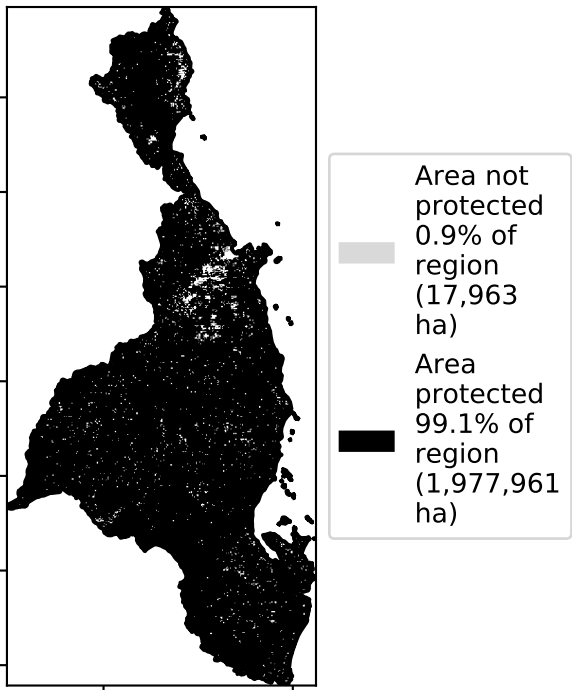 Area not
protected
0.9% of
region
(17,963
ha)
Area
protected
99.1% of
region
(1,977,961
ha)